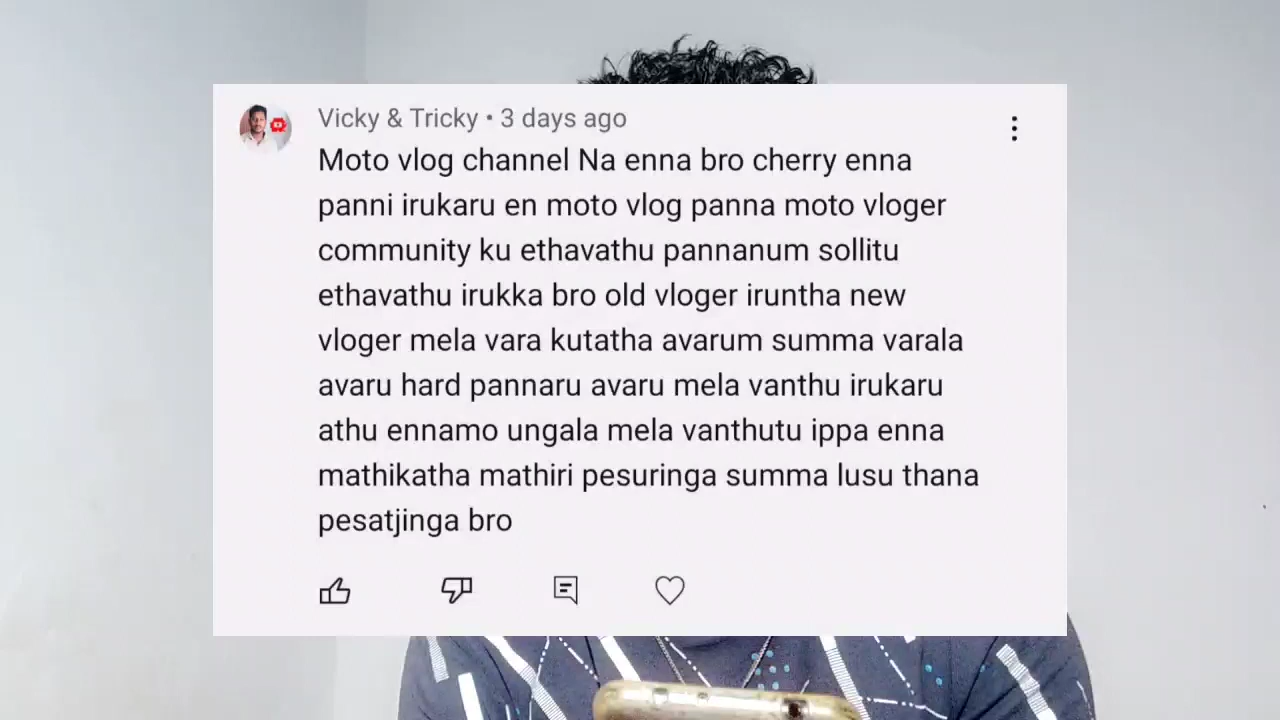 Vicky & Tricky • 3 days ago
Moto vlog channel Na enna bro cherry enna
panni irukaru en moto vlog panna moto vloger
community ku ethavathu pannanum sollitu
ethavathu irukka bro old vloger iruntha new
vloger mela vara kutatha avarum summa varala
avaru hard pannaru avaru mela vanthu irukaru
athu ennamo ungala mela vanthutu ippa enna
mathikatha mathiri pesuringa summa lusu thana
pesatjinga bro